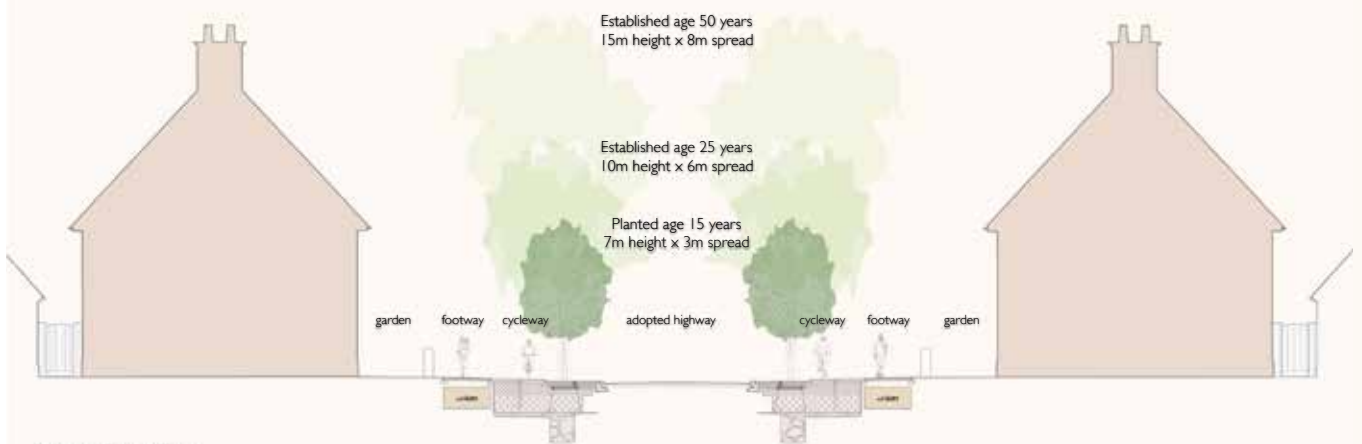 Established age 50 years
15m height x 8m spread
Established age 25 years
10m height x 6m spread
Planted age 15 years
7m height x 3m spread
garden footway cycleway adopted highway cycleway footway garden